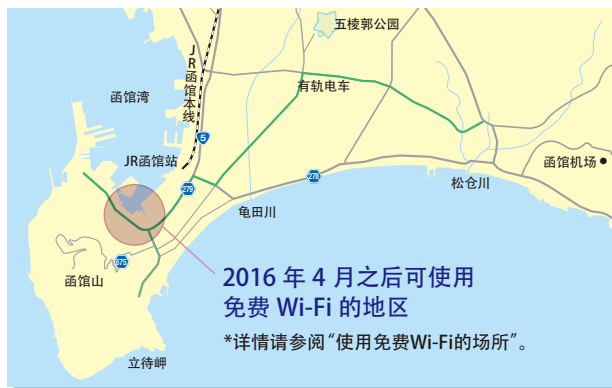 五棱郭公园
JR函馆本线
有轨电车
函馆湾
5
JR函馆站
函馆机场
279
278
松仓川
龟田川
375
函馆山
2016 年 4 月之后可使用
免费 Wi-Fi 的地区
*详情请参阅“使用免费Wi-Fi的场所”。
立待岬